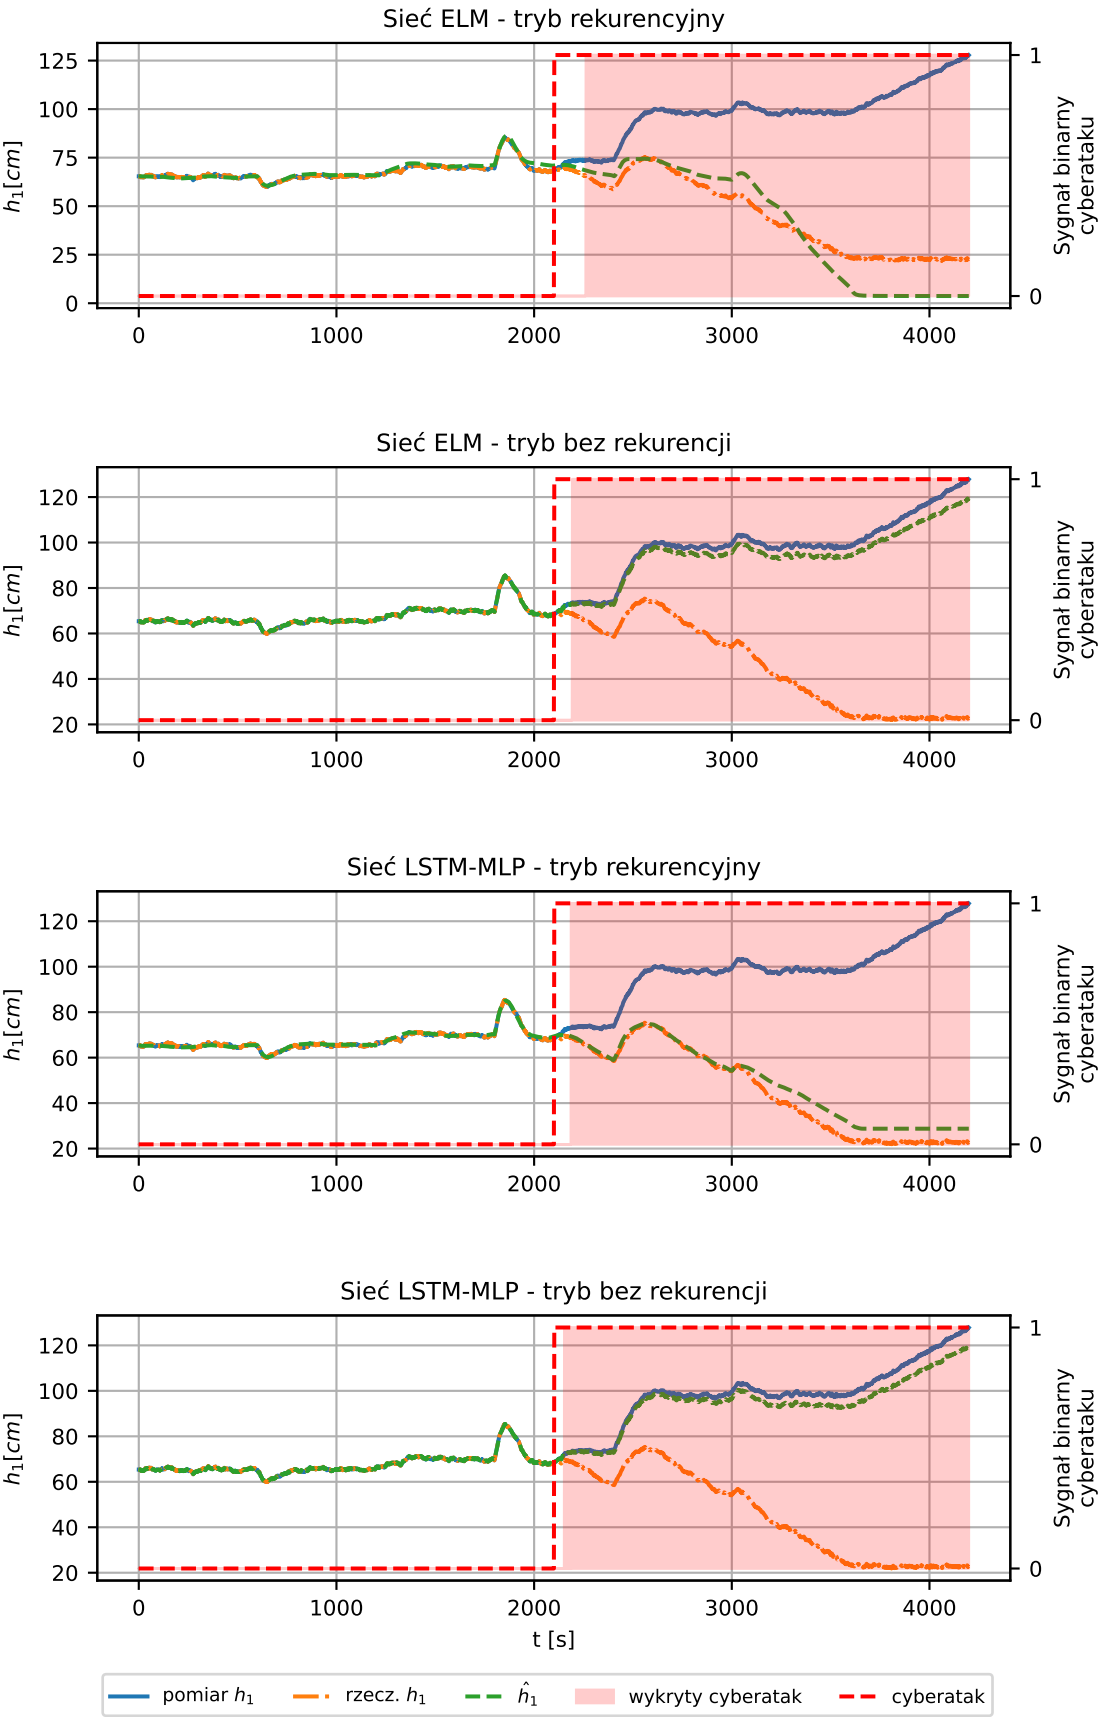 Sieć ELM - tryb rekurencyjny
125
100
75
50
25
0
h₁[cm]
1
0
Sygnał binarny
cyberataku
0 1000 2000 3000 4000
Sieć ELM - tryb bez rekurencji
120
100
80
60
40
20
h₁[cm]
1
0
Sygnał binarny
cyberataku
0 1000 2000 3000 4000
Sieć LSTM-MLP - tryb rekurencyjny
120
100
80
60
40
20
h₁[cm]
1
0
Sygnał binarny
cyberataku
0 1000 2000 3000 4000
Sieć LSTM-MLP - tryb bez rekurencji
120
100
80
60
40
20
h₁[cm]
1
0
Sygnał binarny
cyberataku
0 1000 2000 3000 4000
t [s]
pomiar h₁ rzecz. h₁ ĥ₁ wykryty cyberatak cyberatak